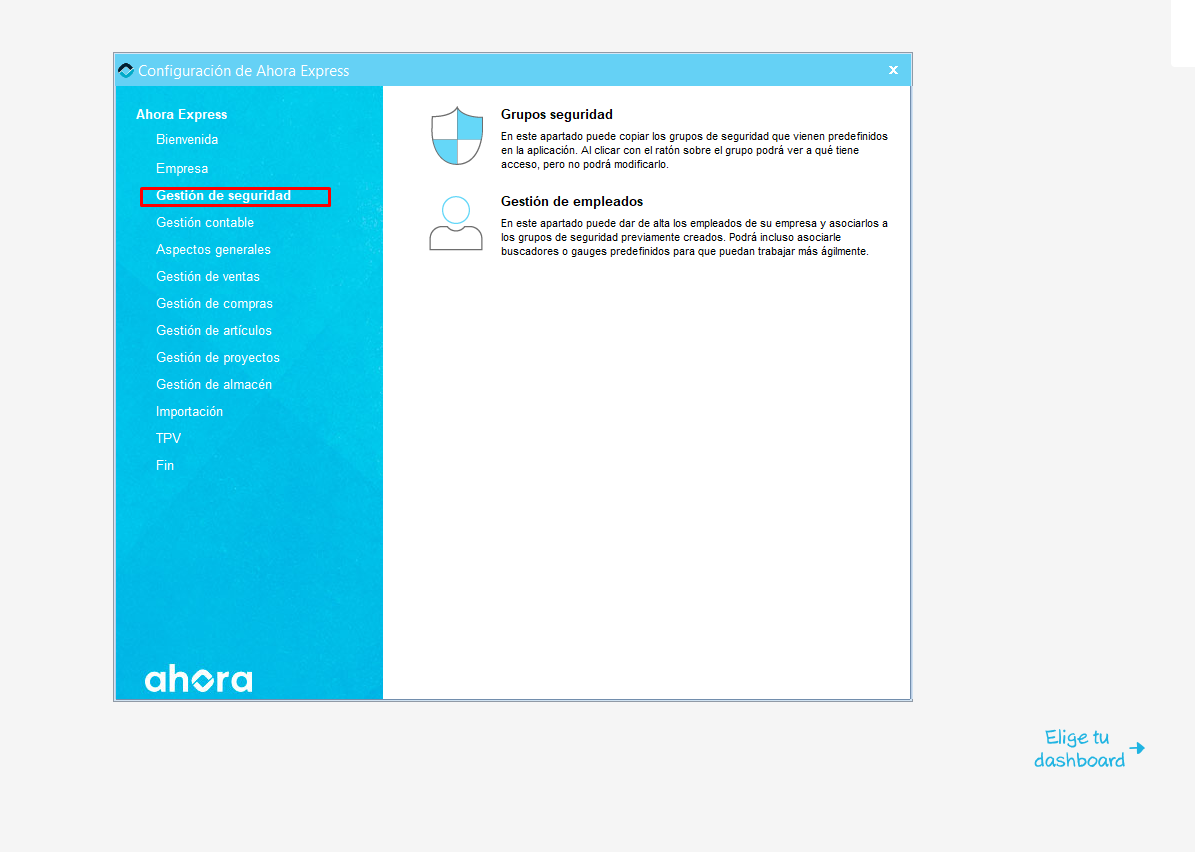 Configuración de Ahora Express
x
Ahora Express
Bienvenida
Empresa
Gestión de seguridad
Gestión contable
Aspectos generales
Gestión de ventas
Gestión de compras
Gestión de artículos
Gestión de proyectos
Gestión de almacén
Importación
TPV
Fin
ahora
Grupos seguridad
En este apartado puede copiar los grupos de seguridad que vienen predefinidos
en la aplicación. Al clicar con el ratón sobre el grupo podrá ver a qué tiene
acceso, pero no podrá modificarlo.
Gestión de empleados
En este apartado puede dar de alta los empleados de su empresa y asociarlos a
los grupos de seguridad previamente creados. Podrá incluso asociarle
buscadores o gauges predefinidos para que puedan trabajar más ágilmente.
Elige tu
dashboard